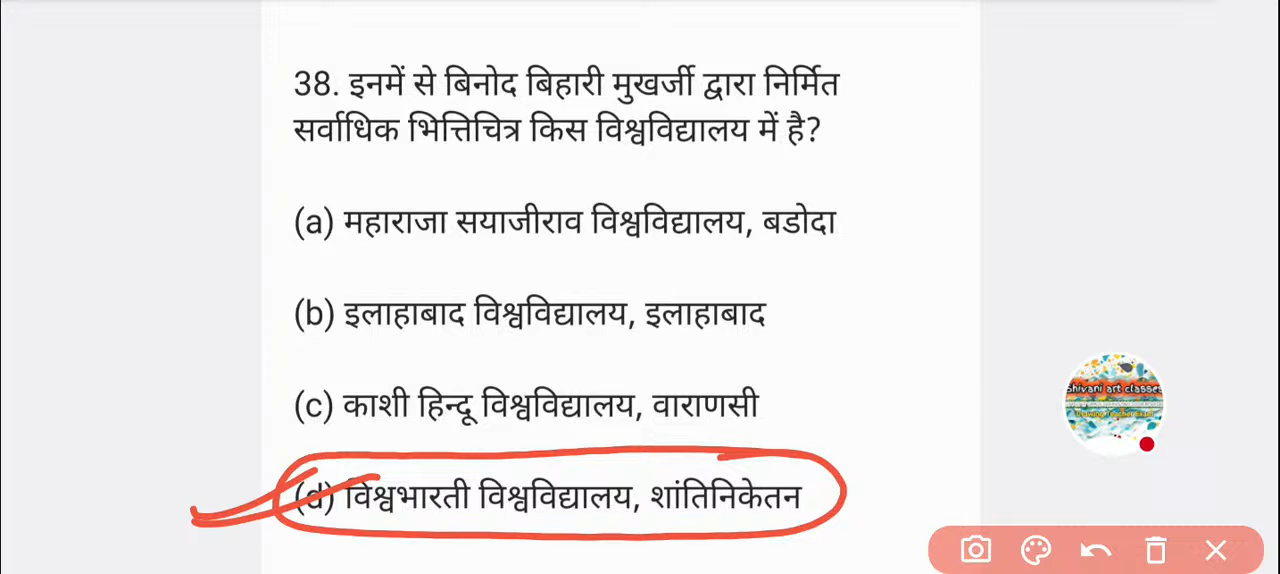 38. इनमें से बिनोद बिहारी मुखर्जी द्वारा निर्मित
सर्वाधिक भित्तिचित्र किस विश्वविद्यालय में है?
(a) महाराजा सयाजीराव विश्वविद्यालय, बडोदा
(b) इलाहाबाद विश्वविद्यालय, इलाहाबाद
(c) काशी हिन्दू विश्वविद्यालय, वाराणसी
(d) विश्वभारती विश्वविद्यालय, शांतिनिकेतन
Shivani art classes